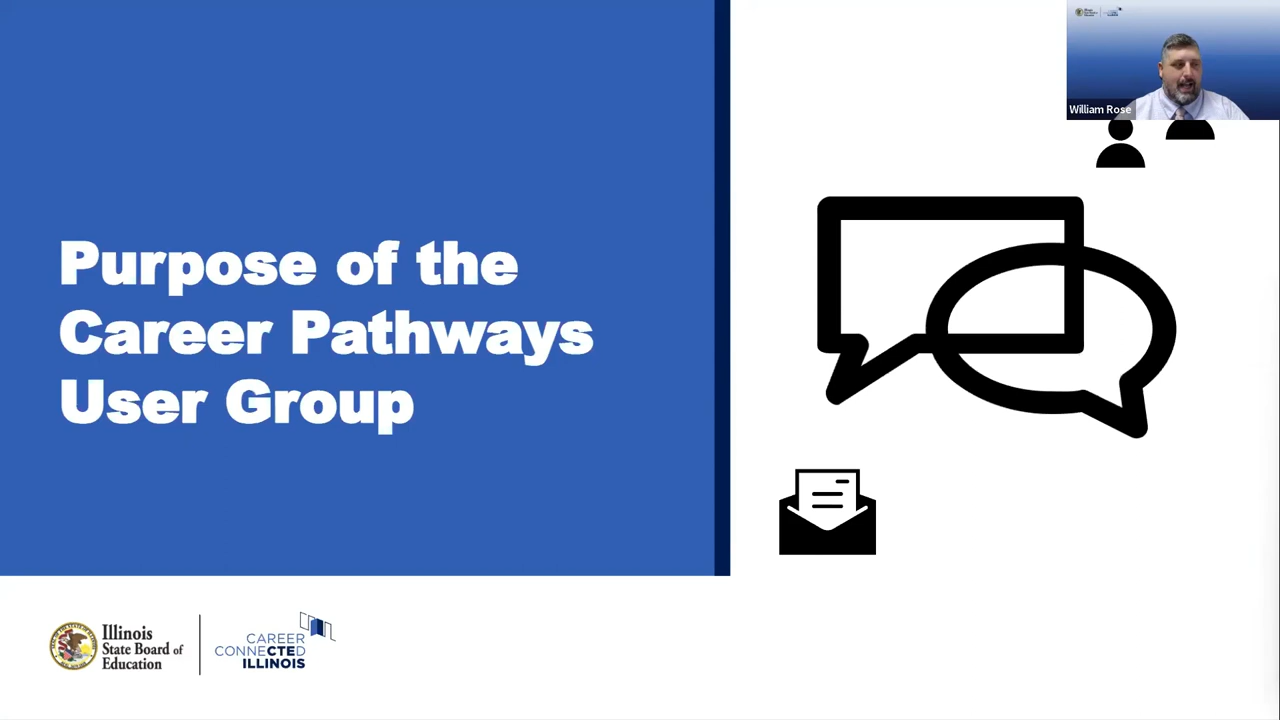 William Rose
Purpose of the
Career Pathways
User Group
Illinois
State Board of
Education
CAREER
CONNECTED
ILLINOIS